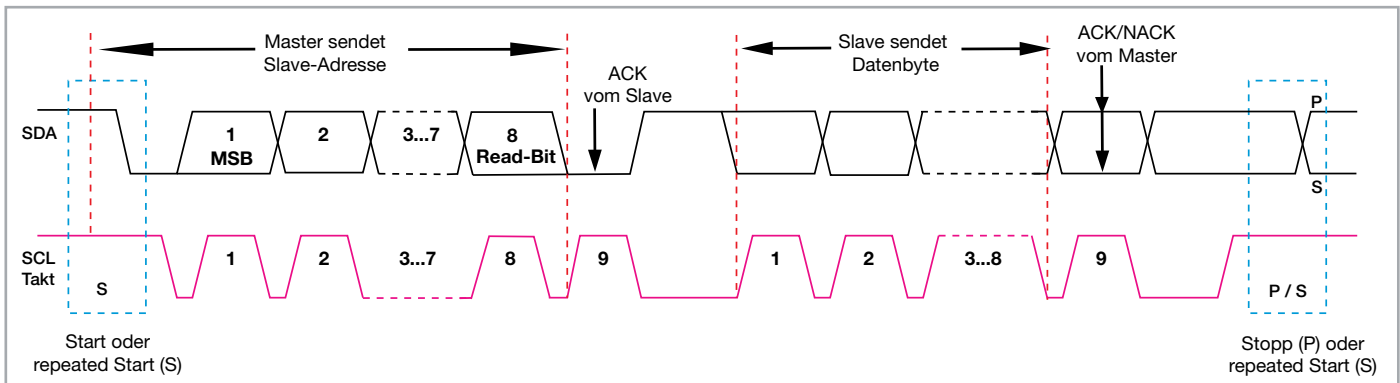 Master sendet
Slave-Adresse
ACK
vom Slave
Slave sendet
Datenbyte
ACK/NACK
vom Master
SDA
1
MSB
2
3...7
8
Read-Bit
P
S
SCL
Takt
S
1
2
3...7
8
9
1
2
3...8
9
P / S
Start oder
repeated Start (S)
Stopp (P) oder
repeated Start (S)